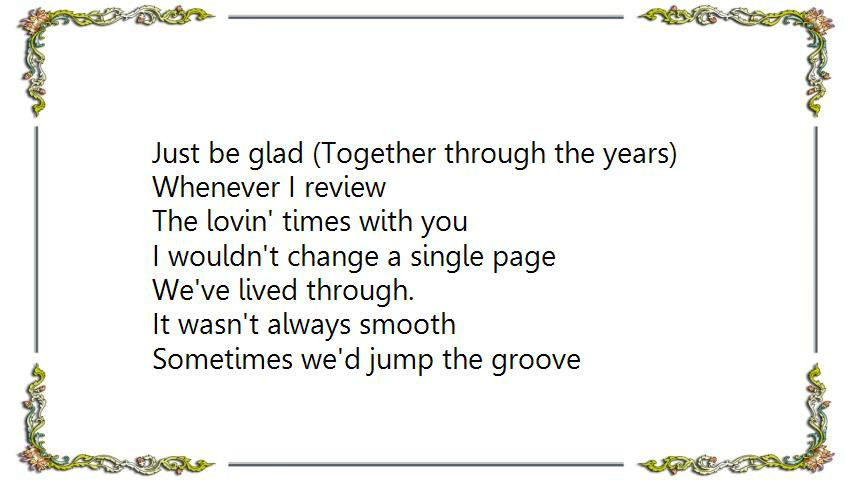 Just be glad (Together through the years)
Whenever I review
The lovin' times with you
I wouldn't change a single page
We've lived through.
It wasn't always smooth
Sometimes we'd jump the groove